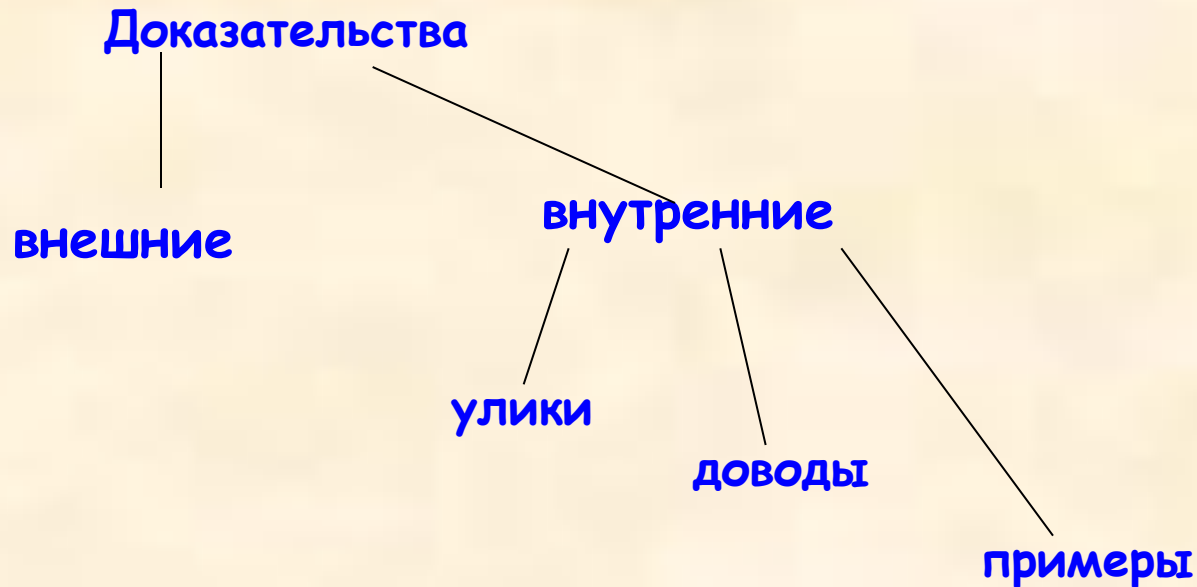 Доказательства
внутренние
внешние
улики
доводы
примеры